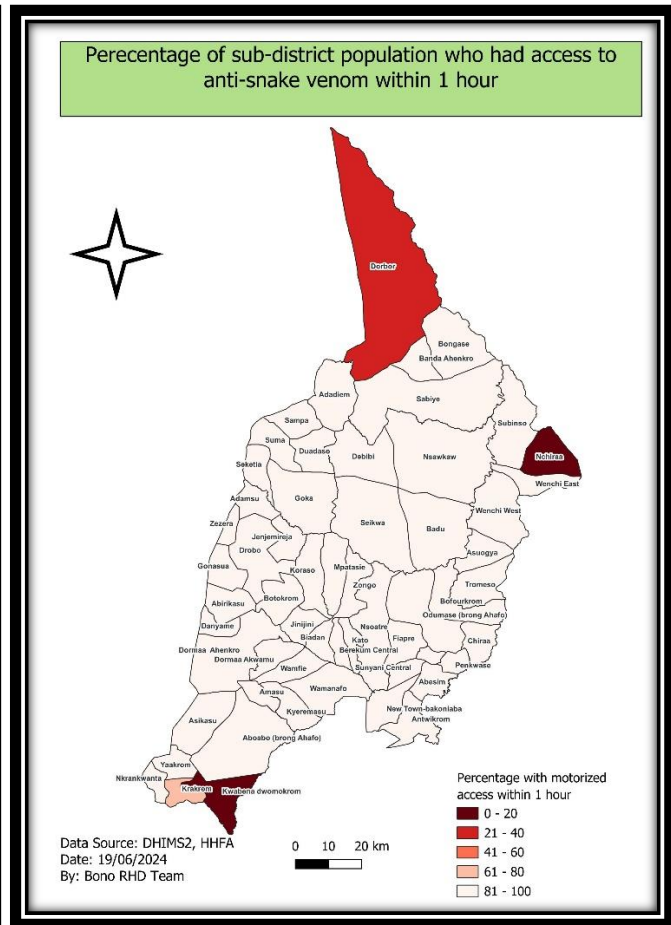 Perecentage of sub-district population who had access to
anti-snake venom within 1 hour
Dorbor
Bongase
Banda Ahenkro
Adadiem
Sabiye
Sampa
Subinso
Suma
Duadaso
Debibi
Nsawkaw
Nchiraa
Saketia
Wenchi East
Adamsu
Goka
Wenchi West
Zezera
Seikwa
Badu
Jenjemireja
Drobo
Asuogya
Gonasua
Koraso
Mpatasie
Tromeso
Zongo
Botokrom
Bofourkrom
Abirikasu
Odumase (brong Ahafo)
Danyame
Jinijini
Nsoatre
Biadan
Kato
Fiapre
Chiraa
Dormaa Ahenkro
Berekum Central
Dormaa Akwamu
Sunyani Central
Penkwase
Wamfie
Abesim
Amasu
Wamanafo
Kyeremasu
New Town-bakoniaba
Antwikrom
Asikasu
Aboabo (brong Ahafo)
Yaakrom
Nkrankwanta
Krakrom
Kwabena dwomokrom
Percentage with motorized
access within 1 hour
0 - 20
21 - 40
41 - 60
61 - 80
81 - 100
Data Source: DHIMS2, HHFA
Date: 19/06/2024
By: Bono RHD Team
0 10 20 km